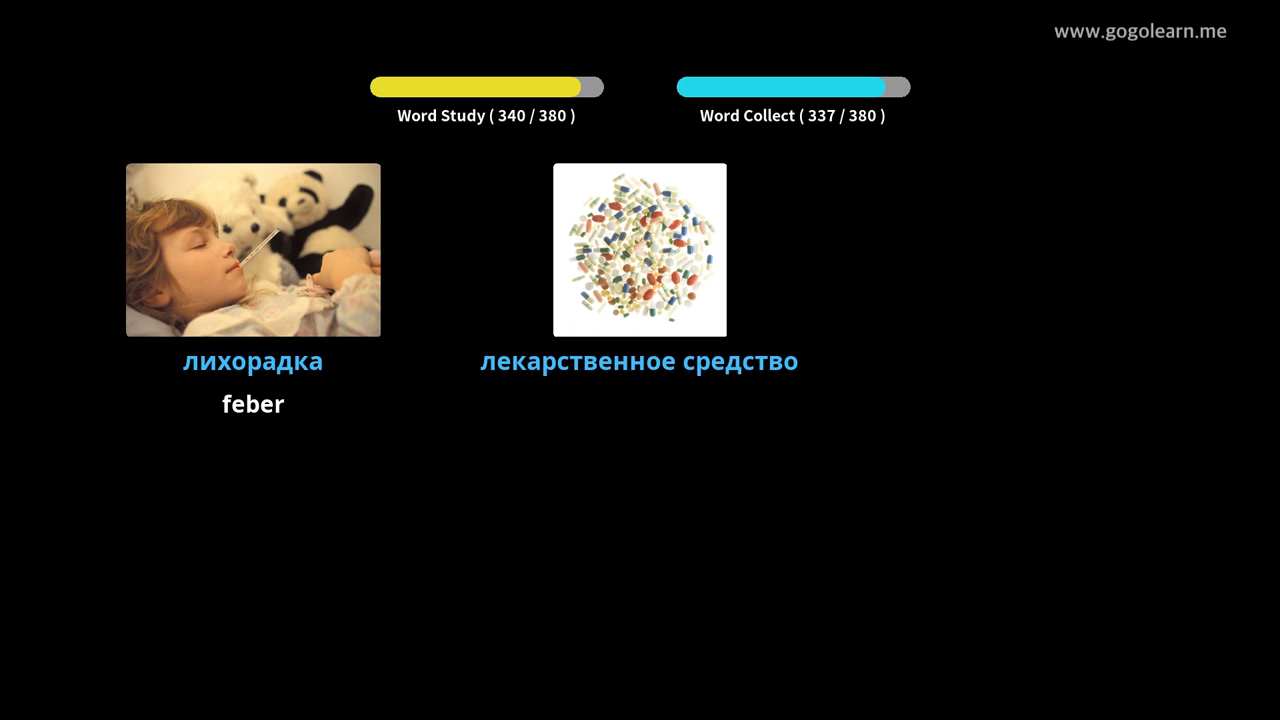 www.gogolearn.me
Word Study ( 340 / 380 )
Word Collect ( 337 / 380 )
лихорадка
лекарственное средство
feber